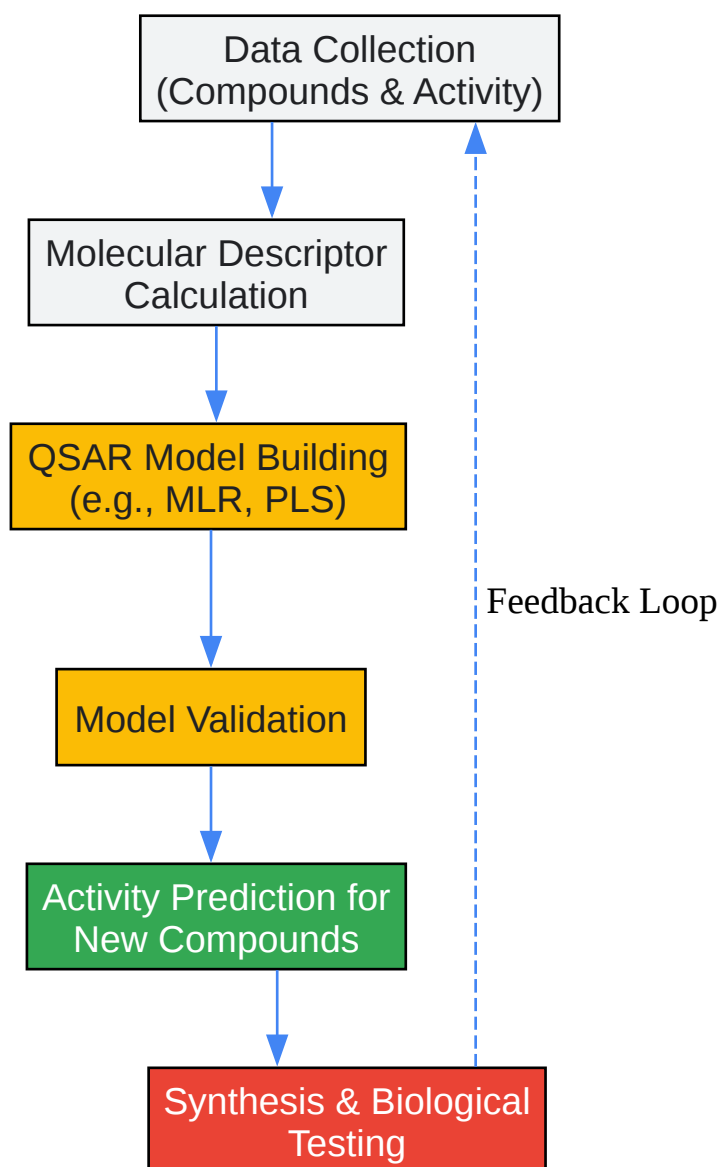 Data Collection
(Compounds & Activity)
Molecular Descriptor
Calculation
QSAR Model Building
(e.g., MLR, PLS)
Feedback Loop
Model Validation
Activity Prediction for
New Compounds
Synthesis & Biological
Testing